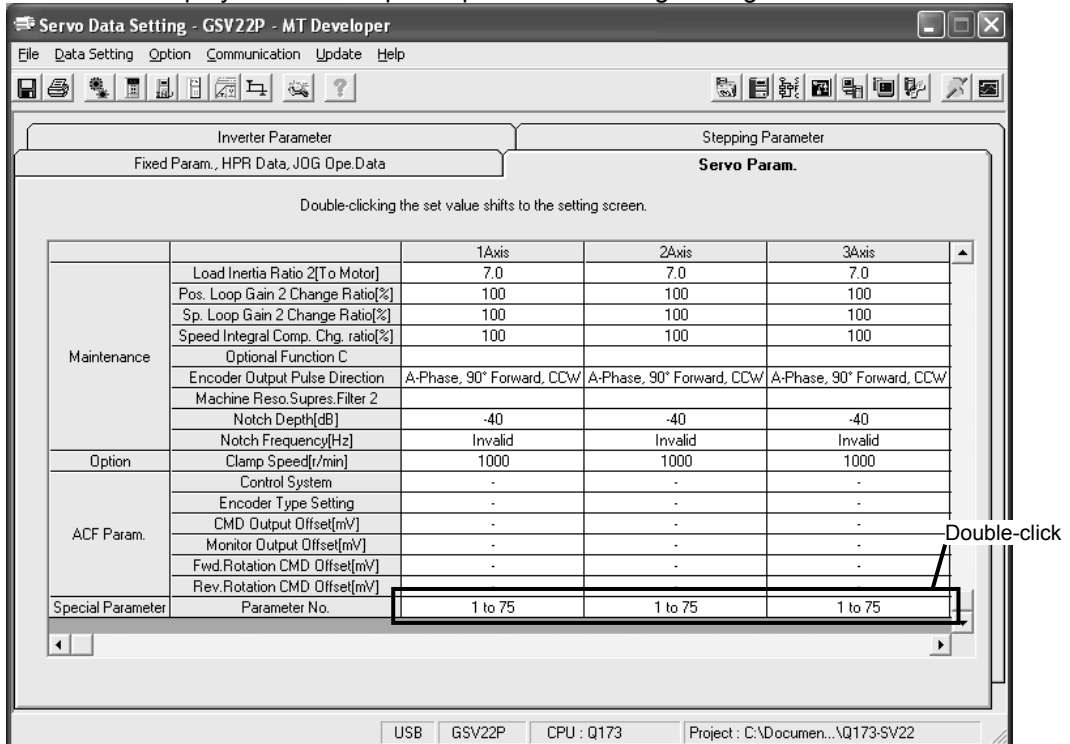 Servo Data Setting - GSV22P - MT Developer
File Data Setting Option Communication Update Help
Inverter Parameter Stepping Parameter
Fixed Param., HPR Data, JOG Ope.Data Servo Param.
Double-clicking the set value shifts to the setting screen.
1Axis 2Axis 3Axis
Load Inertia Ratio 2[To Motor] 7.0 7.0 7.0
Pos. Loop Gain 2 Change Ratio[%] 100 100 100
Sp. Loop Gain 2 Change Ratio[%] 100 100 100
Speed Integral Comp. Chg. ratio[%] 100 100 100
Maintenance Optional Function C
Encoder Output Pulse Direction A-Phase, 90° Forward, CCW A-Phase, 90° Forward, CCW A-Phase, 90° Forward, CCW
Machine Reso.Supres.Filter 2
Notch Depth[dB] -40 -40 -40
Notch Frequency[Hz] Invalid Invalid Invalid
Option Clamp Speed[r/min] 1000 1000 1000
Control System - - -
Encoder Type Setting - - -
CMD Output Offset[mV] - - -
ACF Param. Monitor Output Offset[mV] - - -
Double-click
Fwd.Rotation CMD Offset[mV] - - -
Rev.Rotation CMD Offset[mV] - - -
Special Parameter Parameter No. 1 to 75 1 to 75 1 to 75
USB GSV22P CPU : Q173 Project : C:\Documen...\Q173-SV22